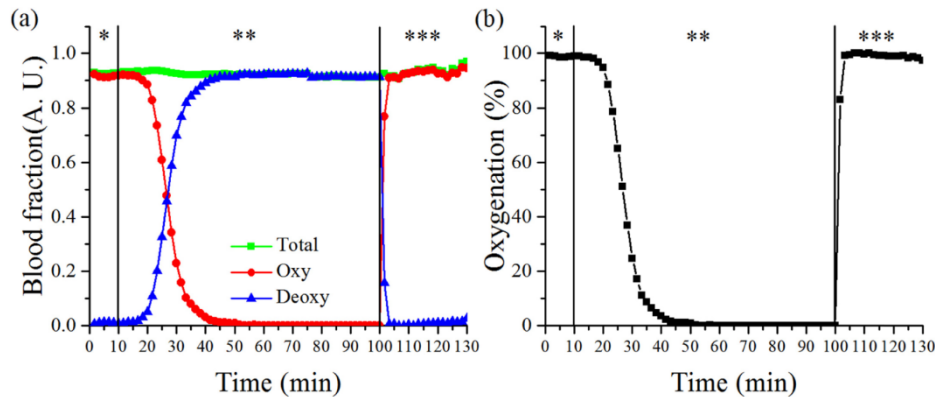 (a)
* ** ***
Blood fraction(A. U.)
1.0
0.8
0.6
0.4
0.2
0.0
Total
Oxy
Deoxy
0 10 20 30 40 50 60 70 80 90 100 110 120 130
Time (min)
(b)
* ** ***
Oxygenation (%)
100
80
60
40
20
0
0 10 20 30 40 50 60 70 80 90 100 110 120 130
Time (min)